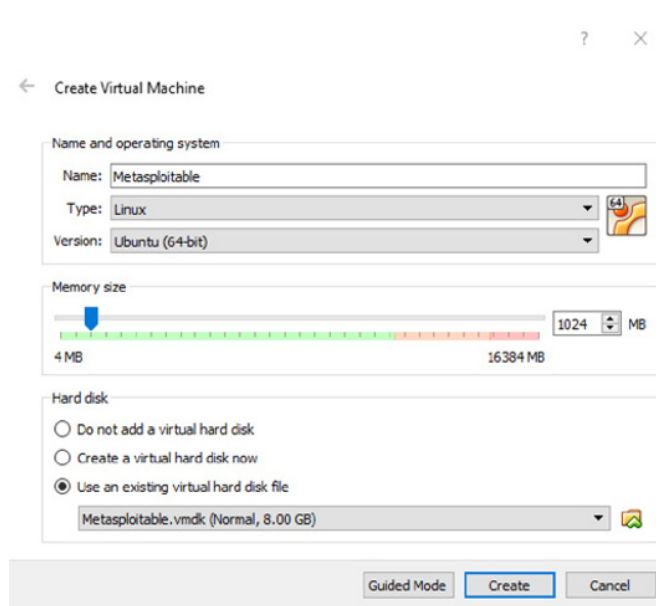 ?
Create Virtual Machine
Name and operating system
Name: Metasploitable
Type: Linux
64
Version: Ubuntu (64-bit)
Memory size
1024 MB
4 MB 16384 MB
Hard disk
Do not add a virtual hard disk
Create a virtual hard disk now
Use an existing virtual hard disk file
Metasploitable.vmdk (Normal, 8.00 GB)
Guided Mode Create Cancel